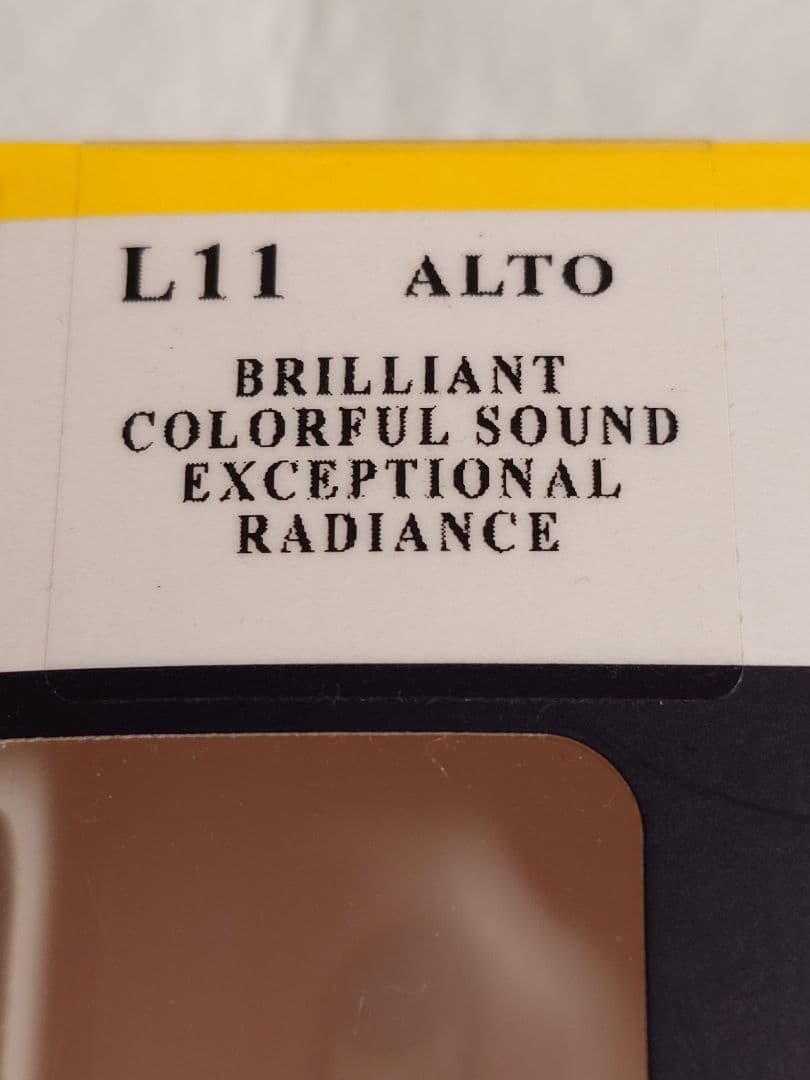 L11 ALTO
BRILLIANT
COLORFUL SOUND
EXCEPTIONAL
RADIANCE